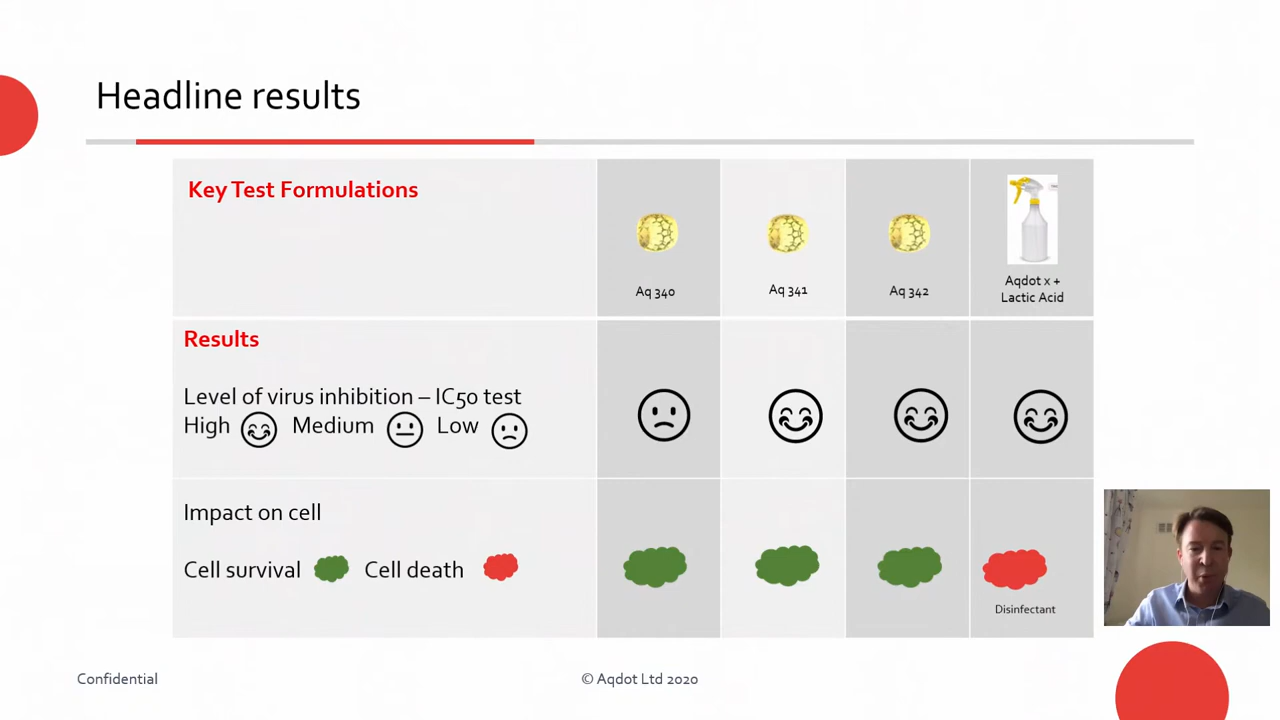 Headline results
Key Test Formulations
Aq 340
Aq 341
Aq 342
Aqdot x +
Lactic Acid
Results
Level of virus inhibition – IC50 test
High Medium Low
Impact on cell
Cell survival Cell death
Disinfectant
Confidential
© Aqdot Ltd 2020